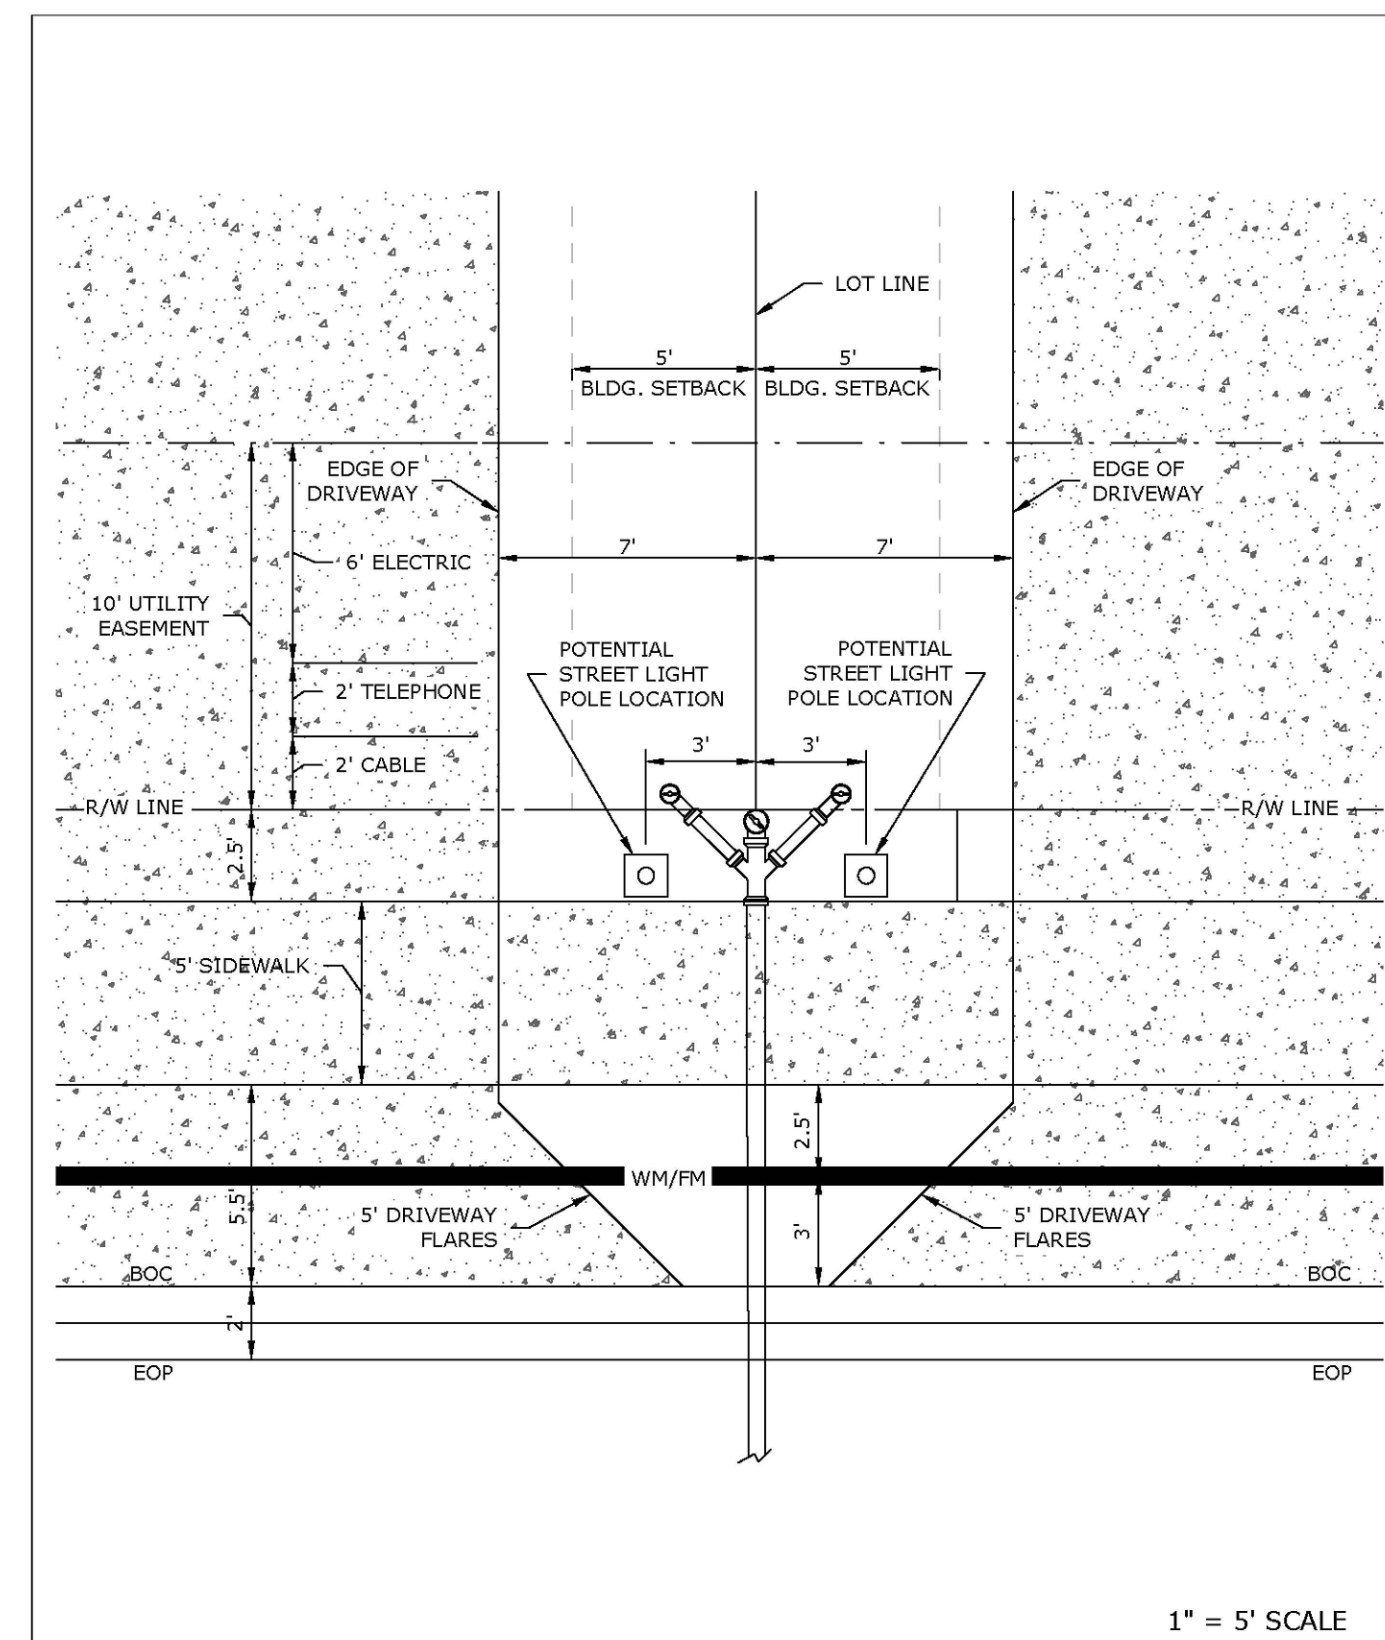 LOT LINE
5'
5'
BLDG. SETBACK
BLDG. SETBACK
EDGE OF
DRIVEWAY
EDGE OF
DRIVEWAY
7'
7'
6' ELECTRIC
10' UTILITY
EASEMENT
POTENTIAL
STREET LIGHT
POLE LOCATION
POTENTIAL
STREET LIGHT
POLE LOCATION
2' TELEPHONE
3'
3'
2' CABLE
R/W LINE
R/W LINE
2.5'
5' SIDEWALK
2.5'
WM/FM
5.5'
5' DRIVEWAY
FLARES
3'
5' DRIVEWAY
FLARES
BOC
BOC
2'
EOP
EOP
1" = 5' SCALE